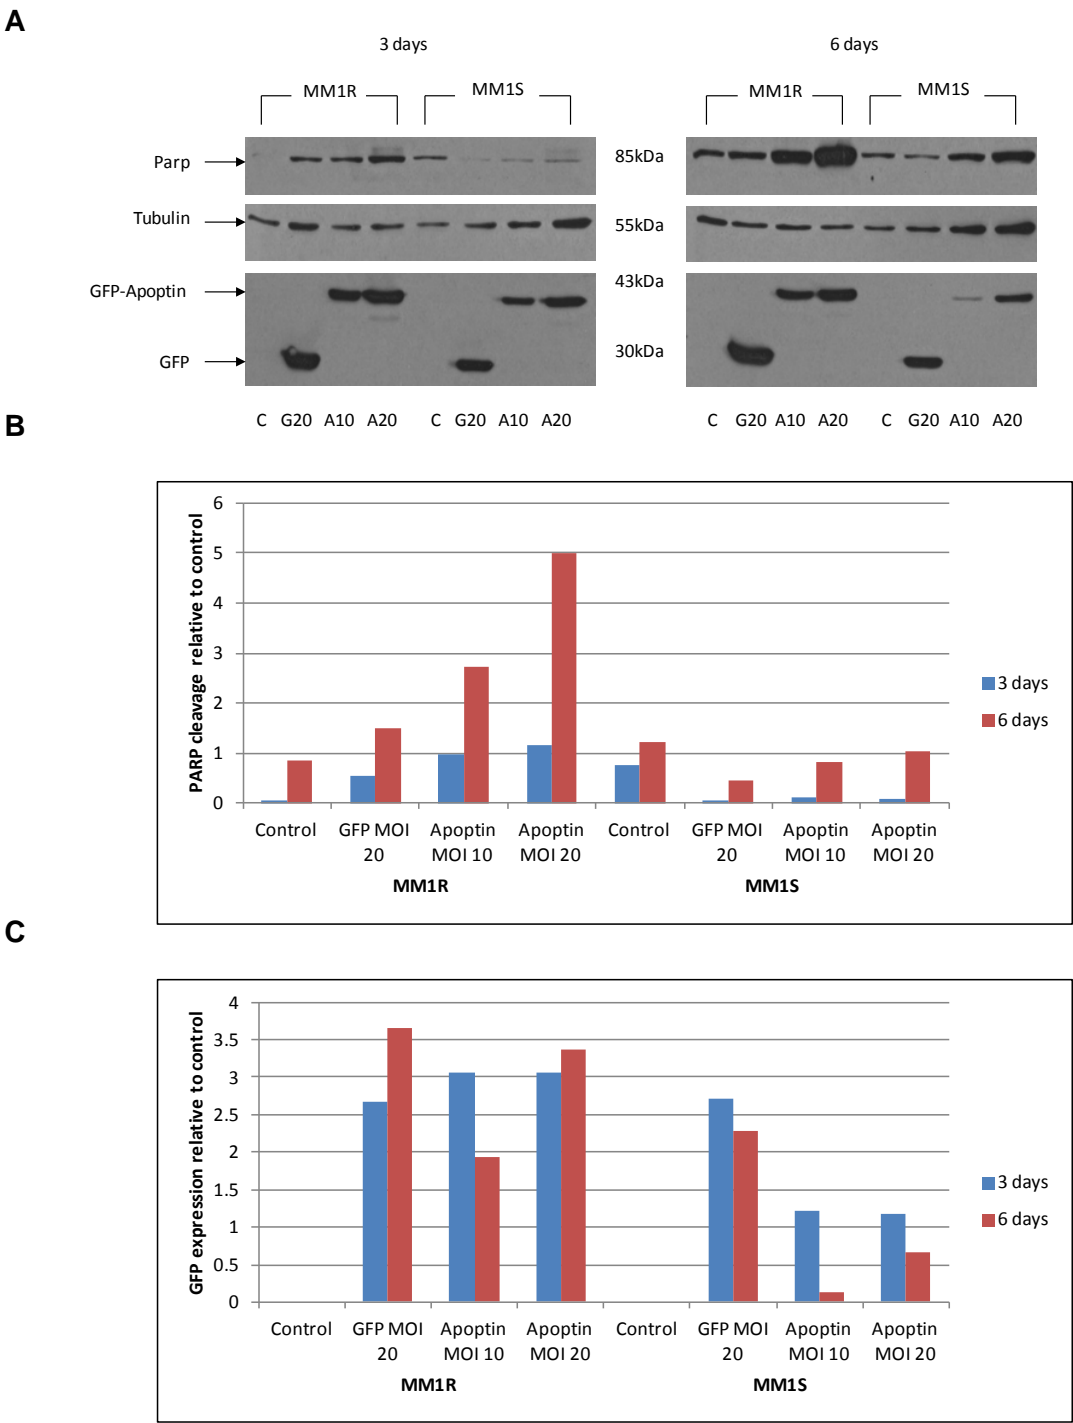 A
3 days 6 days
MM1R MM1S MM1R MM1S
Parp 85kDa
Tubulin 55kDa
GFP-Apoptin 43kDa
GFP 30kDa
C G20 A10 A20 C G20 A10 A20 C G20 A10 A20 C G20 A10 A20
B
PARP cleavage relative to control
6
5
4
3
2
1
0
Control GFP MOI 20 Apoptin MOI 10 Apoptin MOI 20 Control GFP MOI 20 Apoptin MOI 10 Apoptin MOI 20
MM1R MM1S
3 days
6 days
C
GFP expression relative to control
4
3.5
3
2.5
2
1.5
1
0.5
0
Control GFP MOI 20 Apoptin MOI 10 Apoptin MOI 20 Control GFP MOI 20 Apoptin MOI 10 Apoptin MOI 20
MM1R MM1S
3 days
6 days